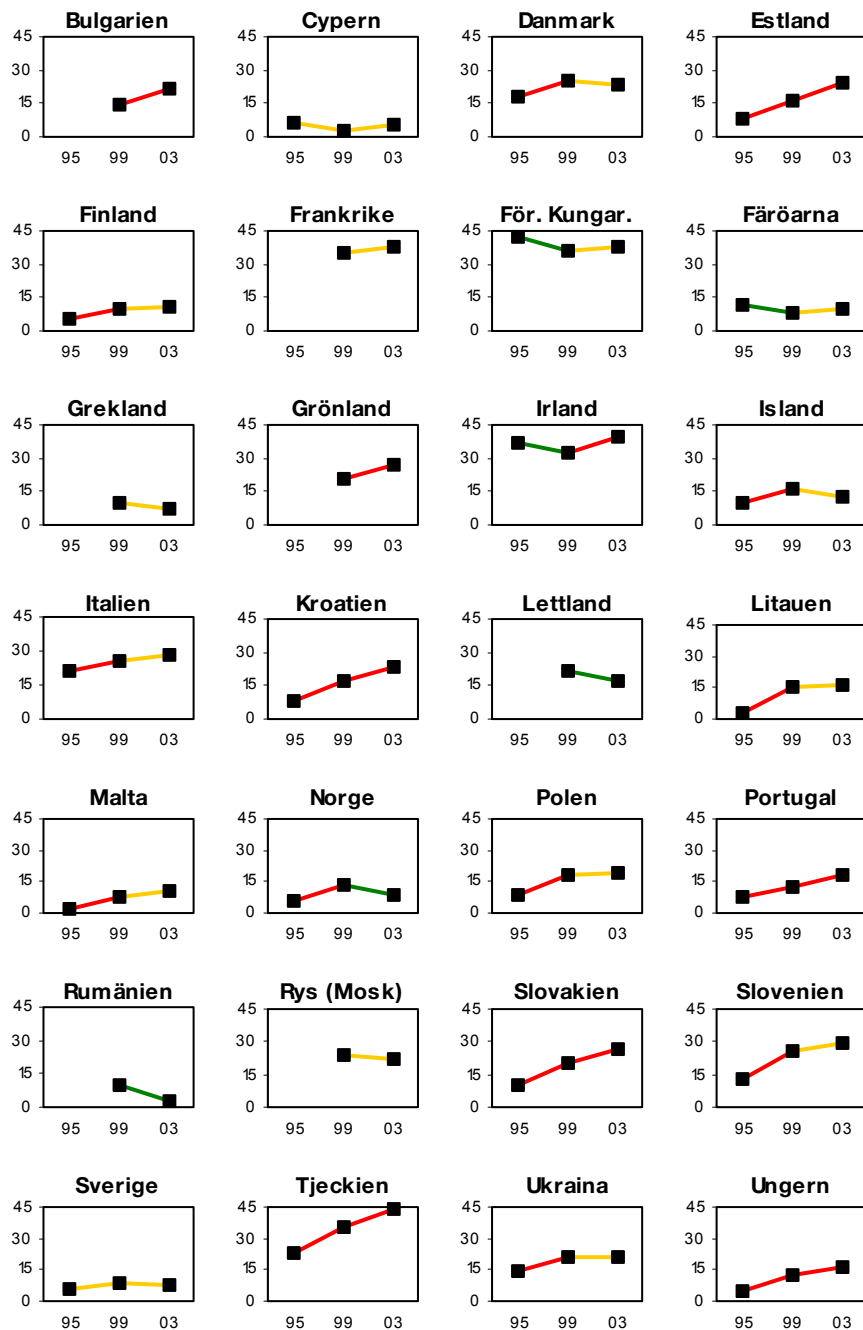 Bulgarien Cypern Danmark Estland
45 45 45 45
30 30 30 30
15 15 15 15
0 0 0 0
95 99 03 95 99 03 95 99 03 95 99 03
Finland Frankrike För. Kungar. Färöarna
45 45 45 45
30 30 30 30
15 15 15 15
0 0 0 0
95 99 03 95 99 03 95 99 03 95 99 03
Grekland Grönland Irland Island
45 45 45 45
30 30 30 30
15 15 15 15
0 0 0 0
95 99 03 95 99 03 95 99 03 95 99 03
Italien Kroatien Lettland Litauen
45 45 45 45
30 30 30 30
15 15 15 15
0 0 0 0
95 99 03 95 99 03 95 99 03 95 99 03
Malta Norge Polen Portugal
45 45 45 45
30 30 30 30
15 15 15 15
0 0 0 0
95 99 03 95 99 03 95 99 03 95 99 03
Rumänien Rys (Mosk) Slovakien Slovenien
45 45 45 45
30 30 30 30
15 15 15 15
0 0 0 0
95 99 03 95 99 03 95 99 03 95 99 03
Sverige Tjeckien Ukraina Ungern
45 45 45 45
30 30 30 30
15 15 15 15
0 0 0 0
95 99 03 95 99 03 95 99 03 95 99 03